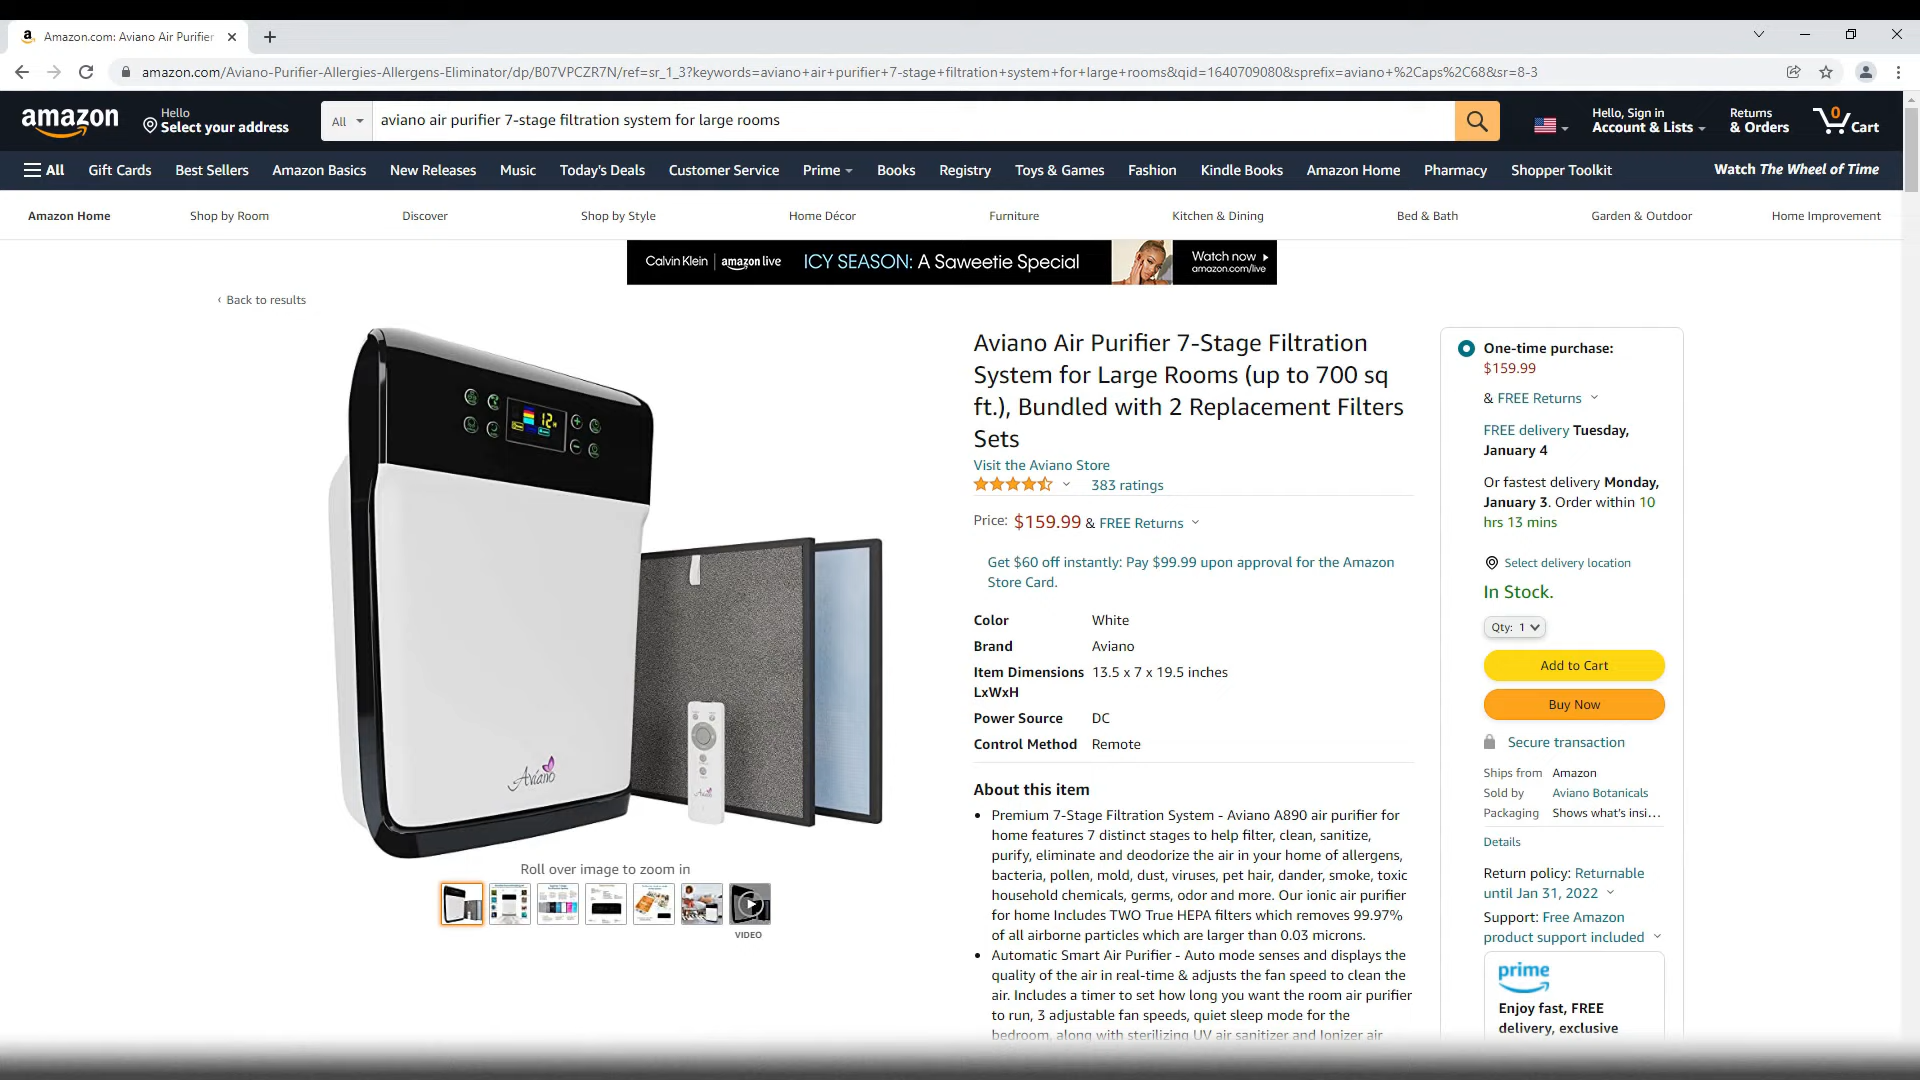 Amazon.com: Aviano Air Purifier
amazon.com/Aviano-Purifier-Allergies-Allergens-Eliminator/dp/B07VPCZR7N/ref=sr_1_3?keywords=aviano+air+purifier+7-stage+filtration+system+for+large+rooms&qid=1640709080&sprefix=aviano+%2Caps%2C68&sr=8-3
amazon
Hello
Select your address
All
aviano air purifier 7-stage filtration system for large rooms
Hello, Sign in
Account & Lists
Returns
& Orders
0
Cart
All Gift Cards Best Sellers Amazon Basics New Releases Music Today's Deals Customer Service Prime Books Registry Toys & Games Fashion Kindle Books Amazon Home Pharmacy Shopper Toolkit Watch The Wheel of Time
Amazon Home Shop by Room Discover Shop by Style Home Décor Furniture Kitchen & Dining Bed & Bath Garden & Outdoor Home Improvement
Calvin Klein | amazon live ICY SEASON: A Saweetie Special
Watch now
amazon.com/live
‹ Back to results
12H
Aviano
Aviano
Roll over image to zoom in
VIDEO
Aviano Air Purifier 7-Stage Filtration
System for Large Rooms (up to 700 sq
ft.), Bundled with 2 Replacement Filters
Sets
Visit the Aviano Store
383 ratings
Price: $159.99 & FREE Returns
Get $60 off instantly: Pay $99.99 upon approval for the Amazon
Store Card.
Color White
Brand Aviano
Item Dimensions 13.5 x 7 x 19.5 inches
LxWxH
Power Source DC
Control Method Remote
About this item
• Premium 7-Stage Filtration System - Aviano A890 air purifier for
home features 7 distinct stages to help filter, clean, sanitize,
purify, eliminate and deodorize the air in your home of allergens,
bacteria, pollen, mold, dust, viruses, pet hair, dander, smoke, toxic
household chemicals, germs, odor and more. Our ionic air purifier
for home Includes TWO True HEPA filters which removes 99.97%
of all airborne particles which are larger than 0.03 microns.
• Automatic Smart Air Purifier - Auto mode senses and displays the
quality of the air in real-time & adjusts the fan speed to clean the
air. Includes a timer to set how long you want the room air purifier
to run, 3 adjustable fan speeds, quiet sleep mode for the
bedroom, along with sterilizing UV air sanitizer and Ionizer air
One-time purchase:
$159.99
& FREE Returns
FREE delivery Tuesday,
January 4
Or fastest delivery Monday,
January 3. Order within 10
hrs 13 mins
Select delivery location
In Stock.
Qty: 1
Add to Cart
Buy Now
Secure transaction
Ships from Amazon
Sold by Aviano Botanicals
Packaging Shows what's insi...
Details
Return policy: Returnable
until Jan 31, 2022
Support: Free Amazon
product support included
prime
Enjoy fast, FREE
delivery, exclusive